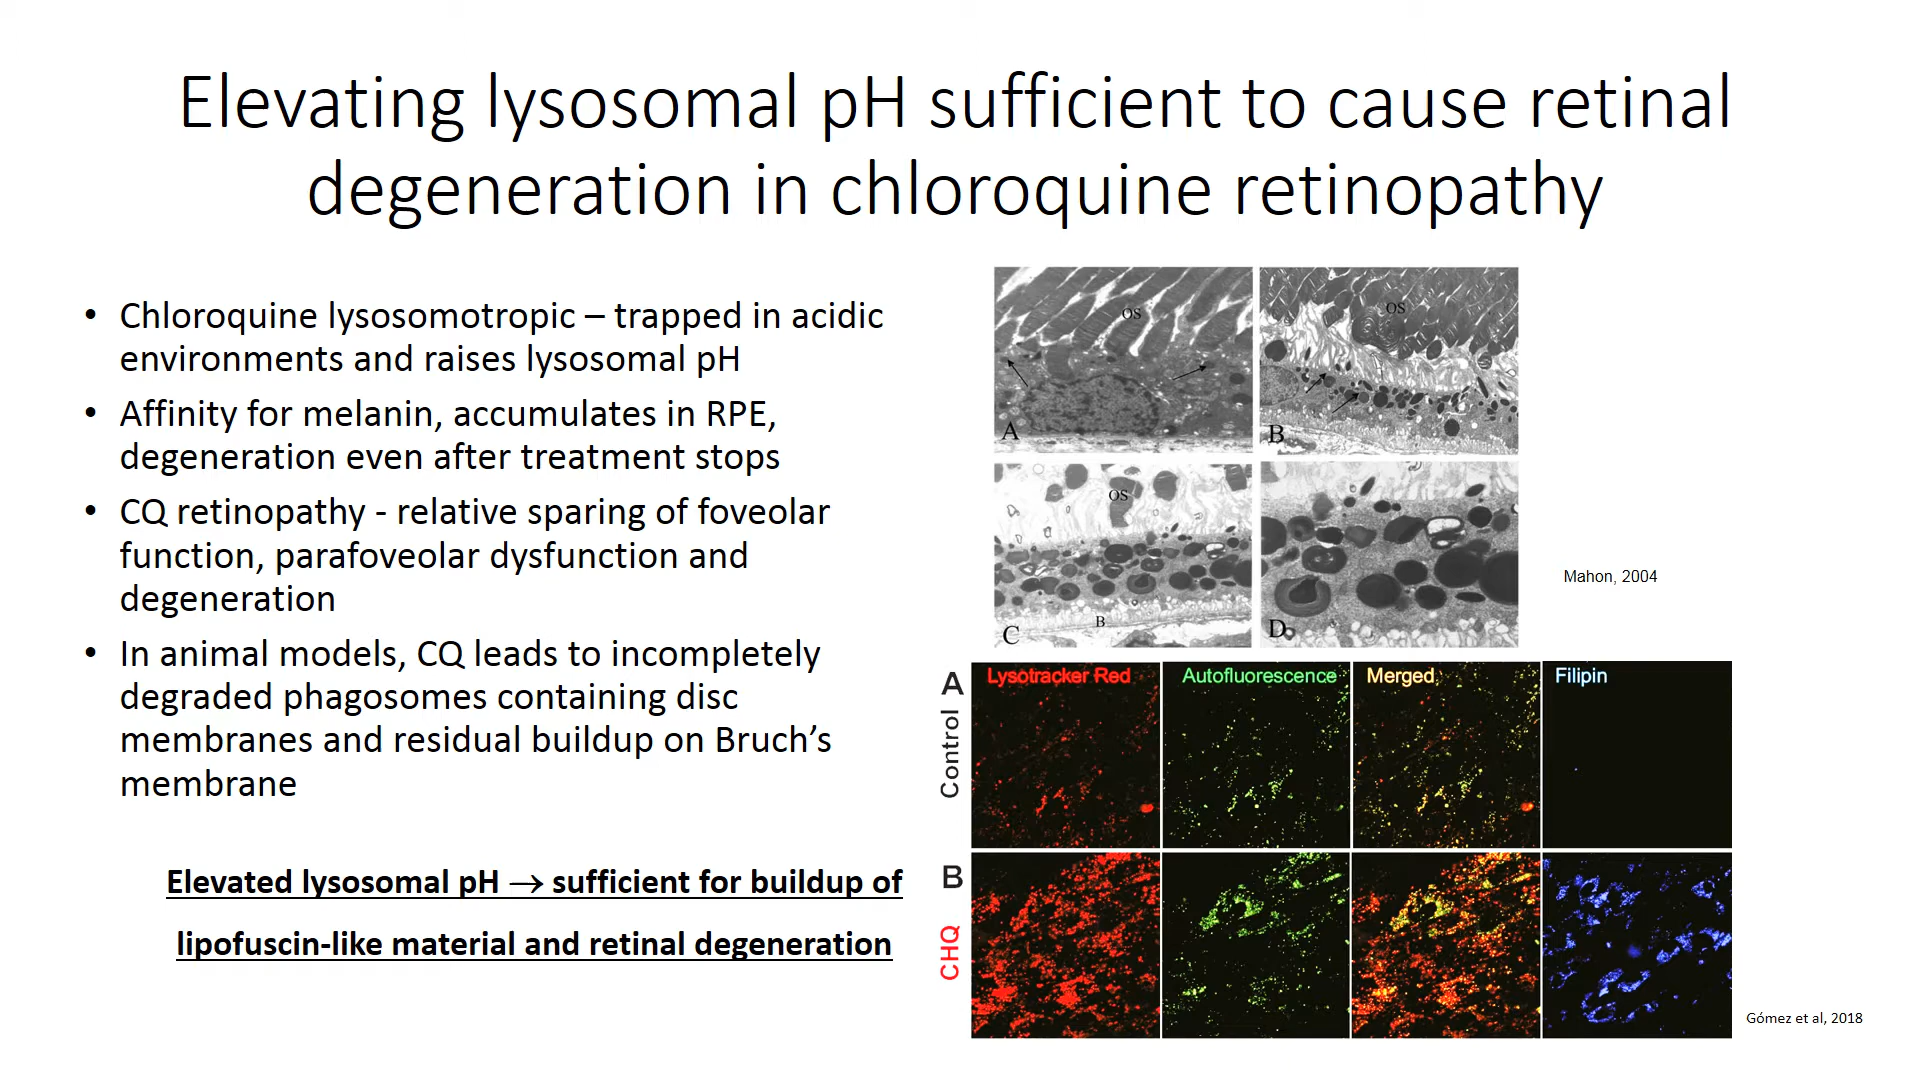 Elevating lysosomal pH sufficient to cause retinal
degeneration in chloroquine retinopathy
• Chloroquine lysosomotropic – trapped in acidic
environments and raises lysosomal pH
• Affinity for melanin, accumulates in RPE,
degeneration even after treatment stops
• CQ retinopathy - relative sparing of foveolar
function, parafoveolar dysfunction and
degeneration
• In animal models, CQ leads to incompletely
degraded phagosomes containing disc
membranes and residual buildup on Bruch’s
membrane
Elevated lysosomal pH → sufficient for buildup of
lipofuscin-like material and retinal degeneration
OS
A
OS
B
OS
B
C
D
Mahon, 2004
A
Control
Lysotracker Red
Autofluorescence
Merged
Filipin
B
CHQ
Gómez et al, 2018